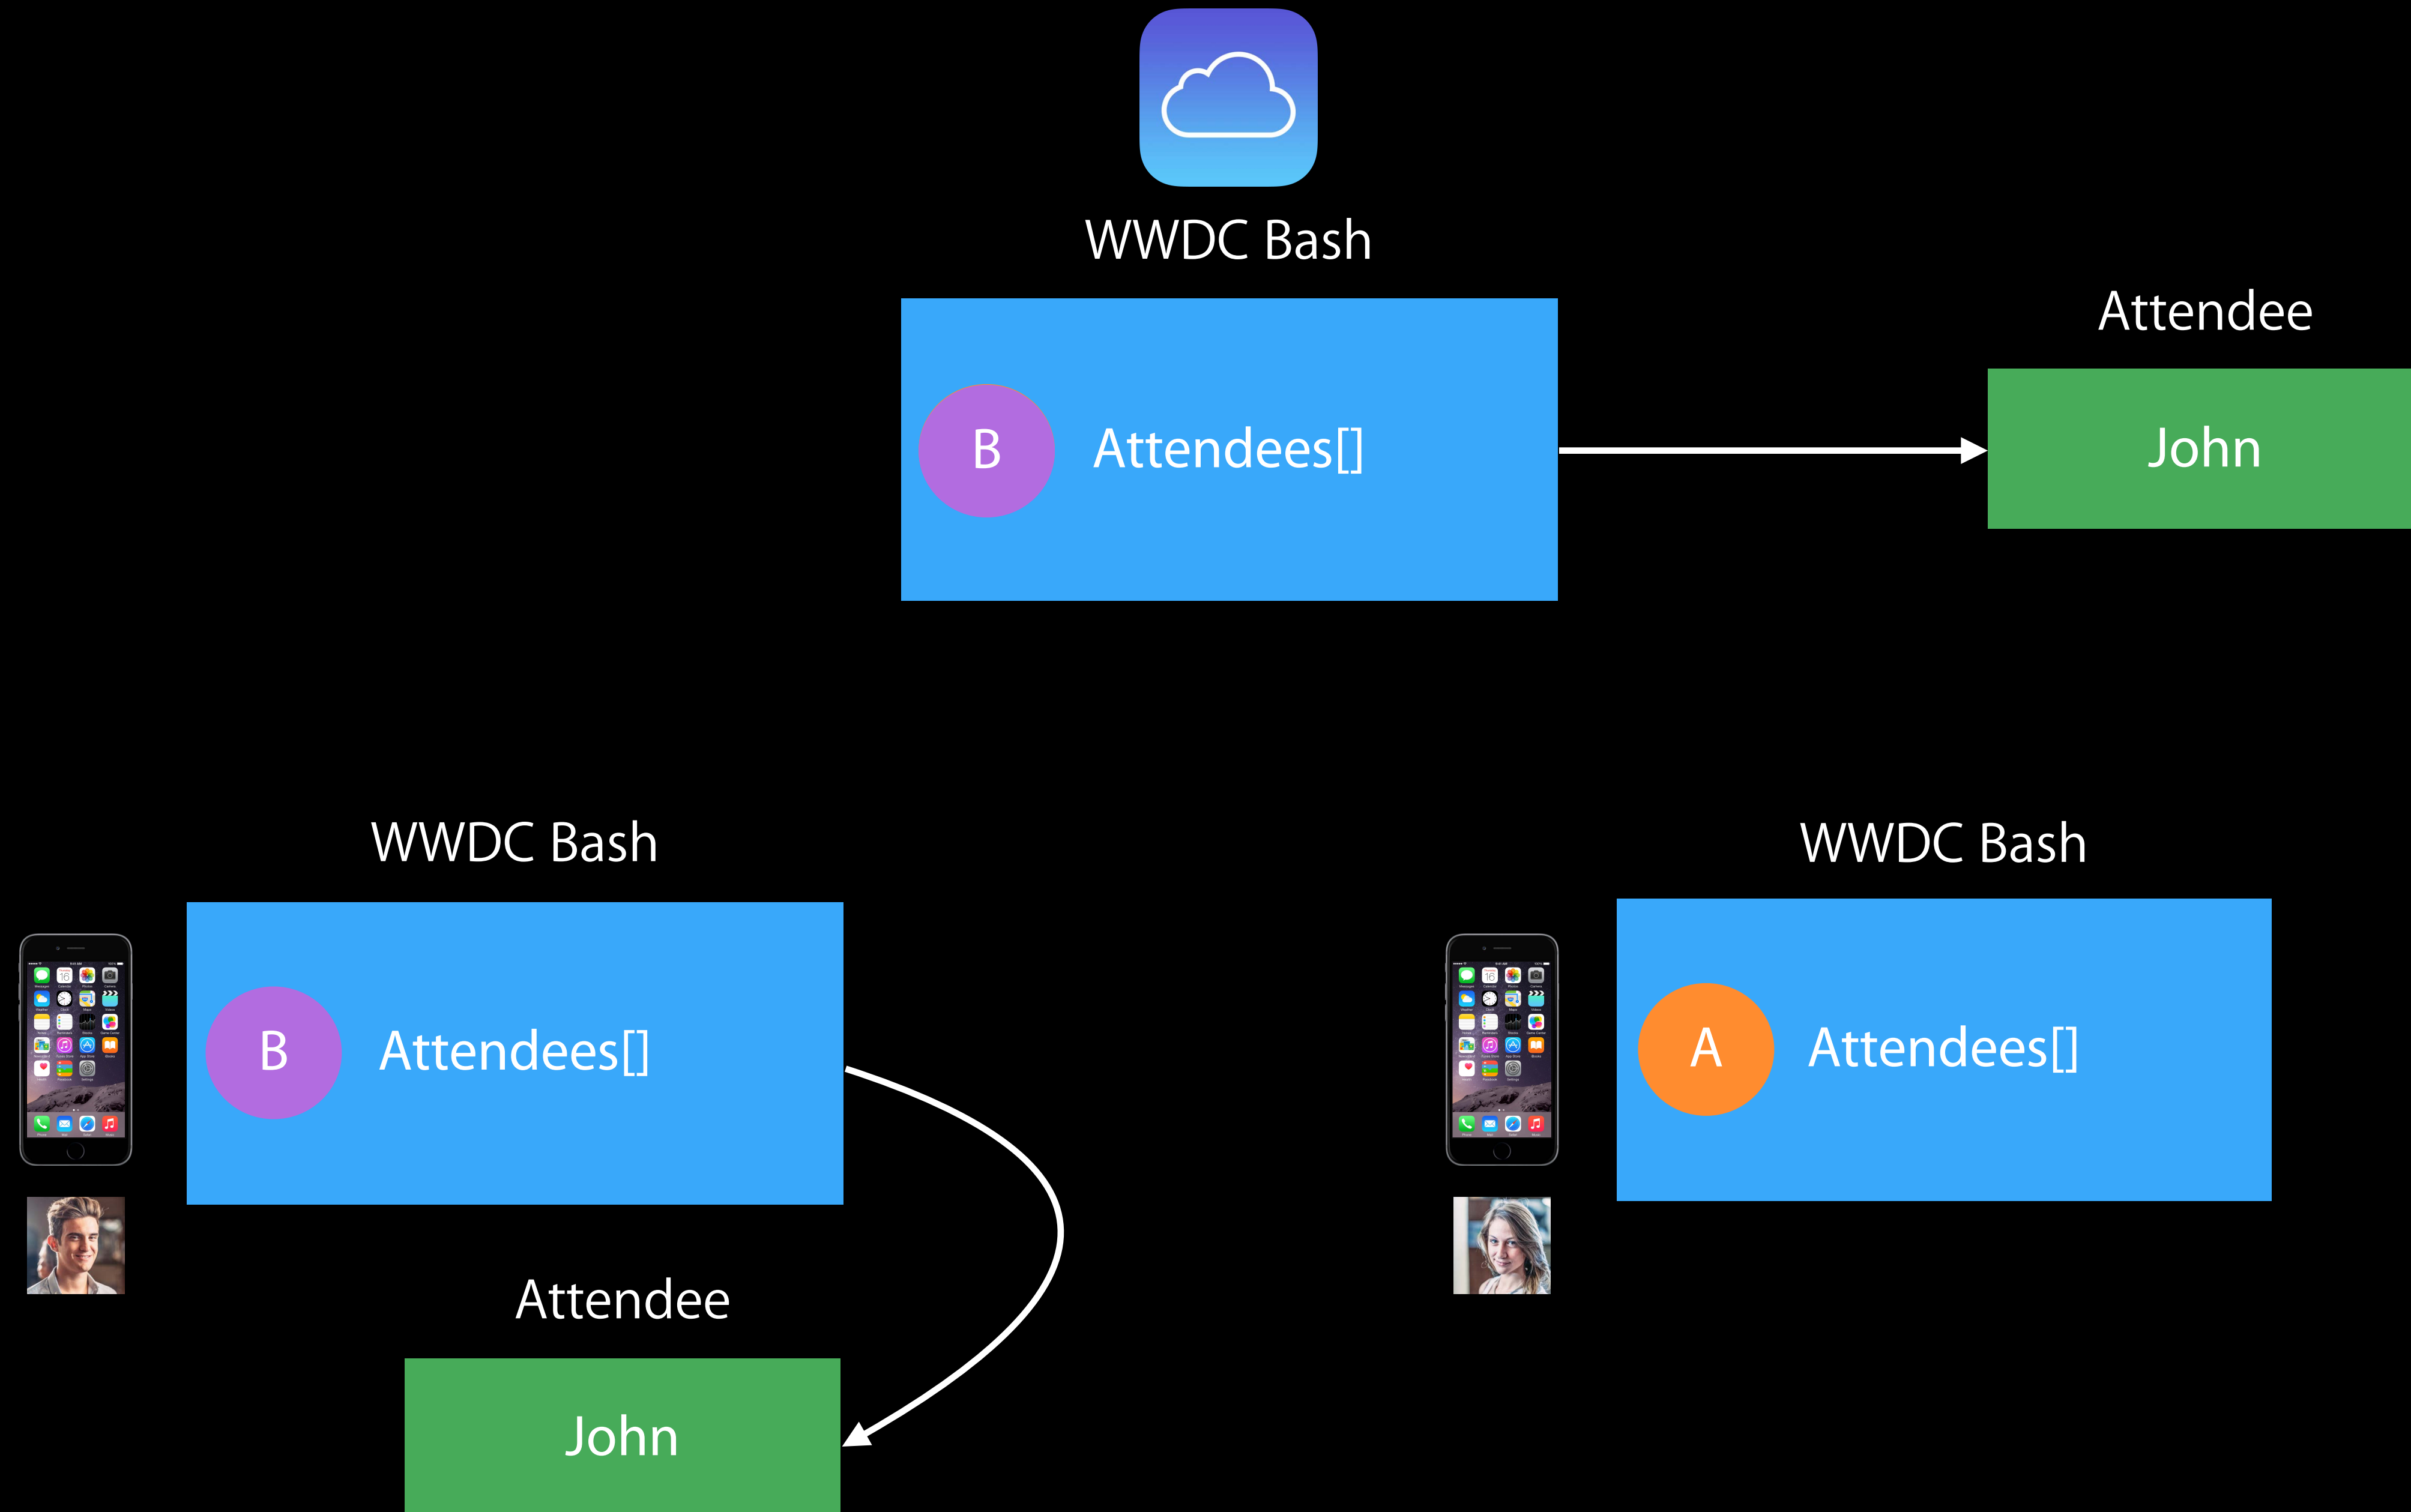 WWDC Bash
Attendee
B
Attendees[]
John
WWDC Bash
WWDC Bash
B
Attendees[]
A
Attendees[]
Attendee
John